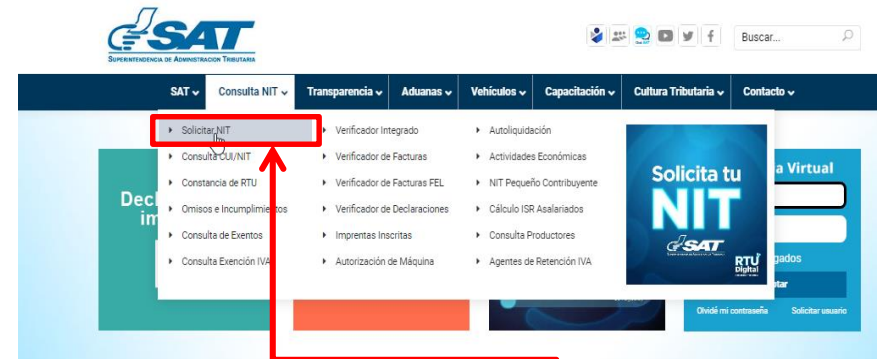 SAT
SUPERINTENDENCIA DE ADMINISTRACION TRIBUTARIA
Buscar...
SAT Consulta NIT Transparencia Aduanas Vehículos Capacitación Cultura Tributaria Contacto
Solicitar NIT
Consulta CUI/NIT
Constancia de RTU
Omisos e Incumplimientos
Consulta de Exentos
Consulta Exención IVA
Verificador Integrado
Verificador de Facturas
Verificador de Facturas FEL
Verificador de Declaraciones
Imprentas Inscritas
Autorización de Máquina
Autoliquidación
Actividades Económicas
NIT Pequeño Contribuyente
Cálculo ISR Asalariados
Consulta Productores
Agentes de Retención IVA
Solicita tu
NIT
SAT
RTU
Digital
Decl
im
a Virtual
gados
tar
Olvidé mi contraseña Solicitar usuario